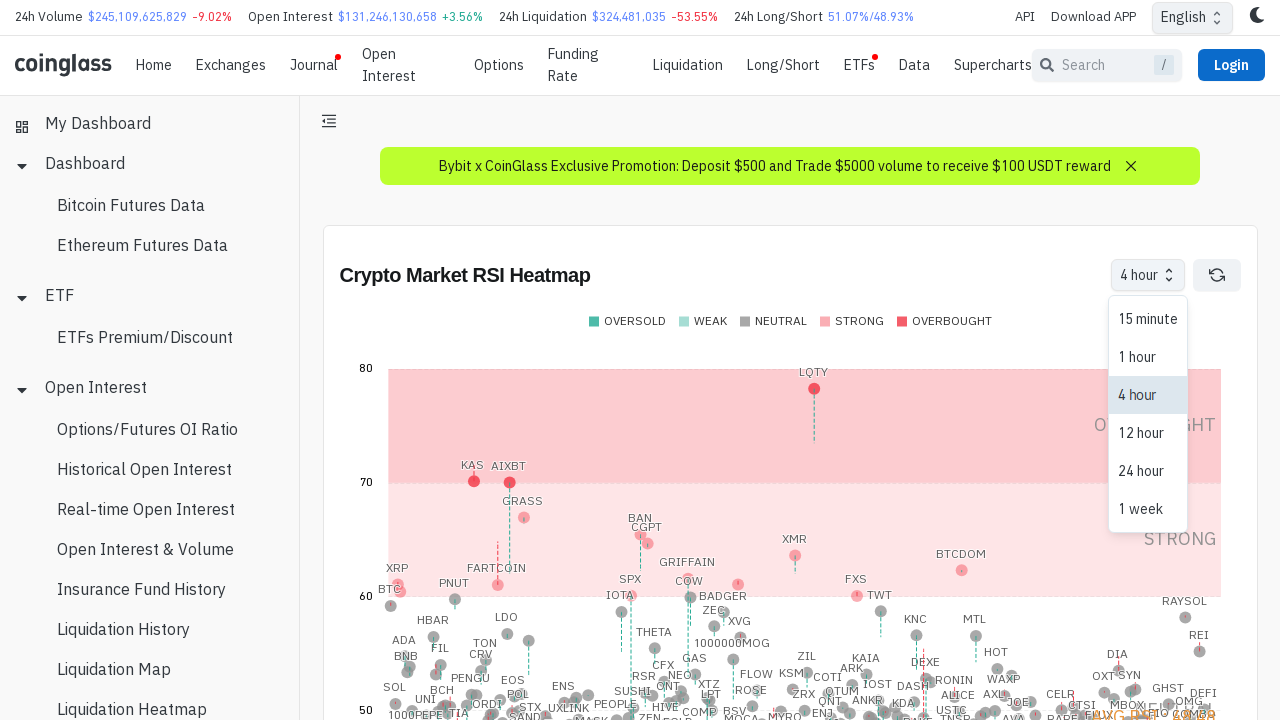 24h Volume $245,109,625,829 -9.02% Open Interest $131,246,130,658 +3.56% 24h Liquidation $324,481,035 -53.55% 24h Long/Short 51.07%/48.93% API Download APP English
coinglass Home Exchanges Journal Open Interest Options Funding Rate Liquidation Long/Short ETFs Data Supercharts Search / Login
My Dashboard
Dashboard
Bitcoin Futures Data
Ethereum Futures Data
ETF
ETFs Premium/Discount
Open Interest
Options/Futures OI Ratio
Historical Open Interest
Real-time Open Interest
Open Interest & Volume
Insurance Fund History
Liquidation History
Liquidation Map
Liquidation Heatmap
Bybit x CoinGlass Exclusive Promotion: Deposit $500 and Trade $5000 volume to receive $100 USDT reward
Crypto Market RSI Heatmap
4 hour
15 minute
1 hour
4 hour
12 hour
24 hour
1 week
OVERSOLD WEAK NEUTRAL STRONG OVERBOUGHT
80
LQTY
KAS AIXBT
70
GRASS
BAN
CGPT
STRONG
XMR
BTCDOM
GRIFFAIN
XRP FARTCOIN
PNUT SPX COW FXS
BTC
60
IOTA BADGER TWT
RAYSOL
ZEC
HBAR LDO XVG KNC MTL
THETA REI
ADA TON 1000000MOG
FIL
BNB CRV GAS ZIL KAIA DEXE HOT DIA
CFX ARK
PENGU EOS RSR NEO FLOW KSM COTI RONIN WAXP OXT SYN
SOL BCH POL ENS SUSHI ONT XTZ ROSE ZRX QTUM IOST DASH ALICE AXL CELR GHST DEFI
UNI JORDI STX UXLINK PEOPLE HIVE LPT ANKR KDA JOE CTSI MBOX OMG
50